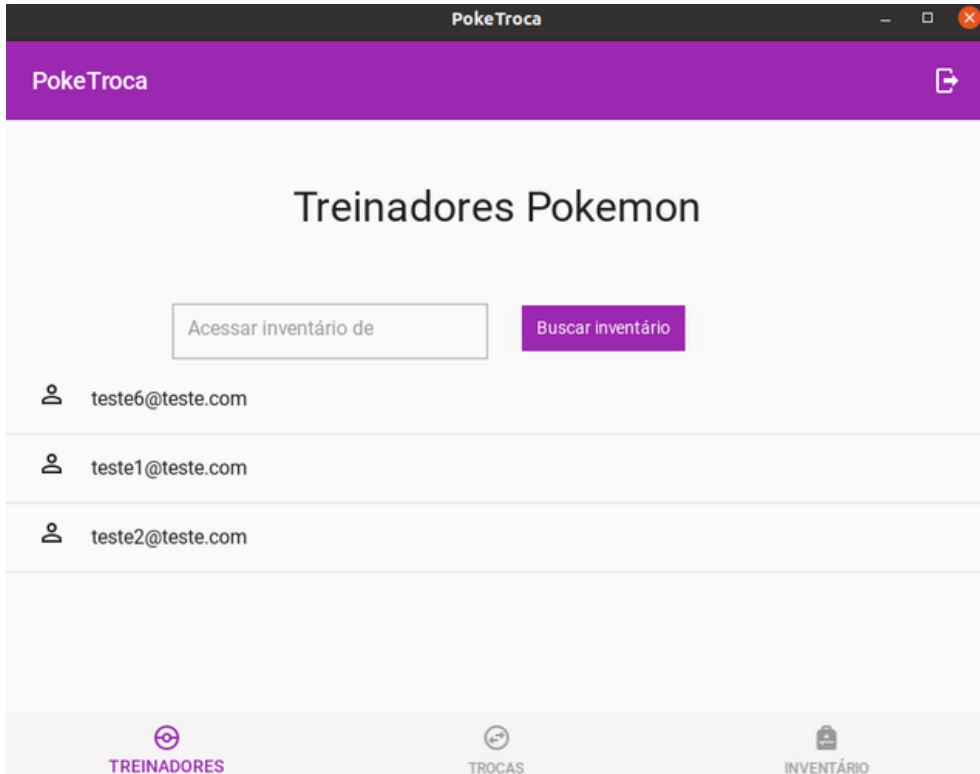 PokeTroca
PokeTroca
Treinadores Pokemon
Acessar inventário de
Buscar inventário
teste6@teste.com
teste1@teste.com
teste2@teste.com
TREINADORES
TROCAS
INVENTÁRIO